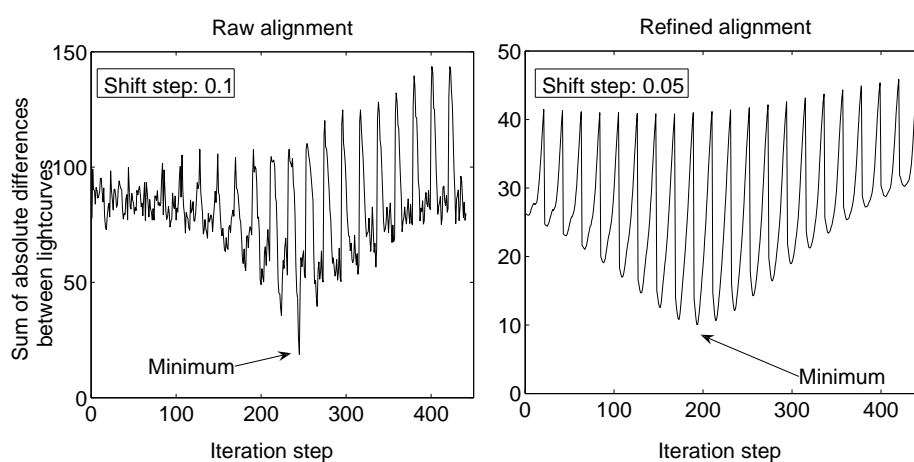 Raw alignment
Refined alignment
150
100
50
0
Shift step: 0.1
Sum of absolute differences
between lightcurves
Minimum
0
100
200
300
400
Iteration step
50
40
30
20
10
0
Shift step: 0.05
Minimum
0
100
200
300
400
Iteration step